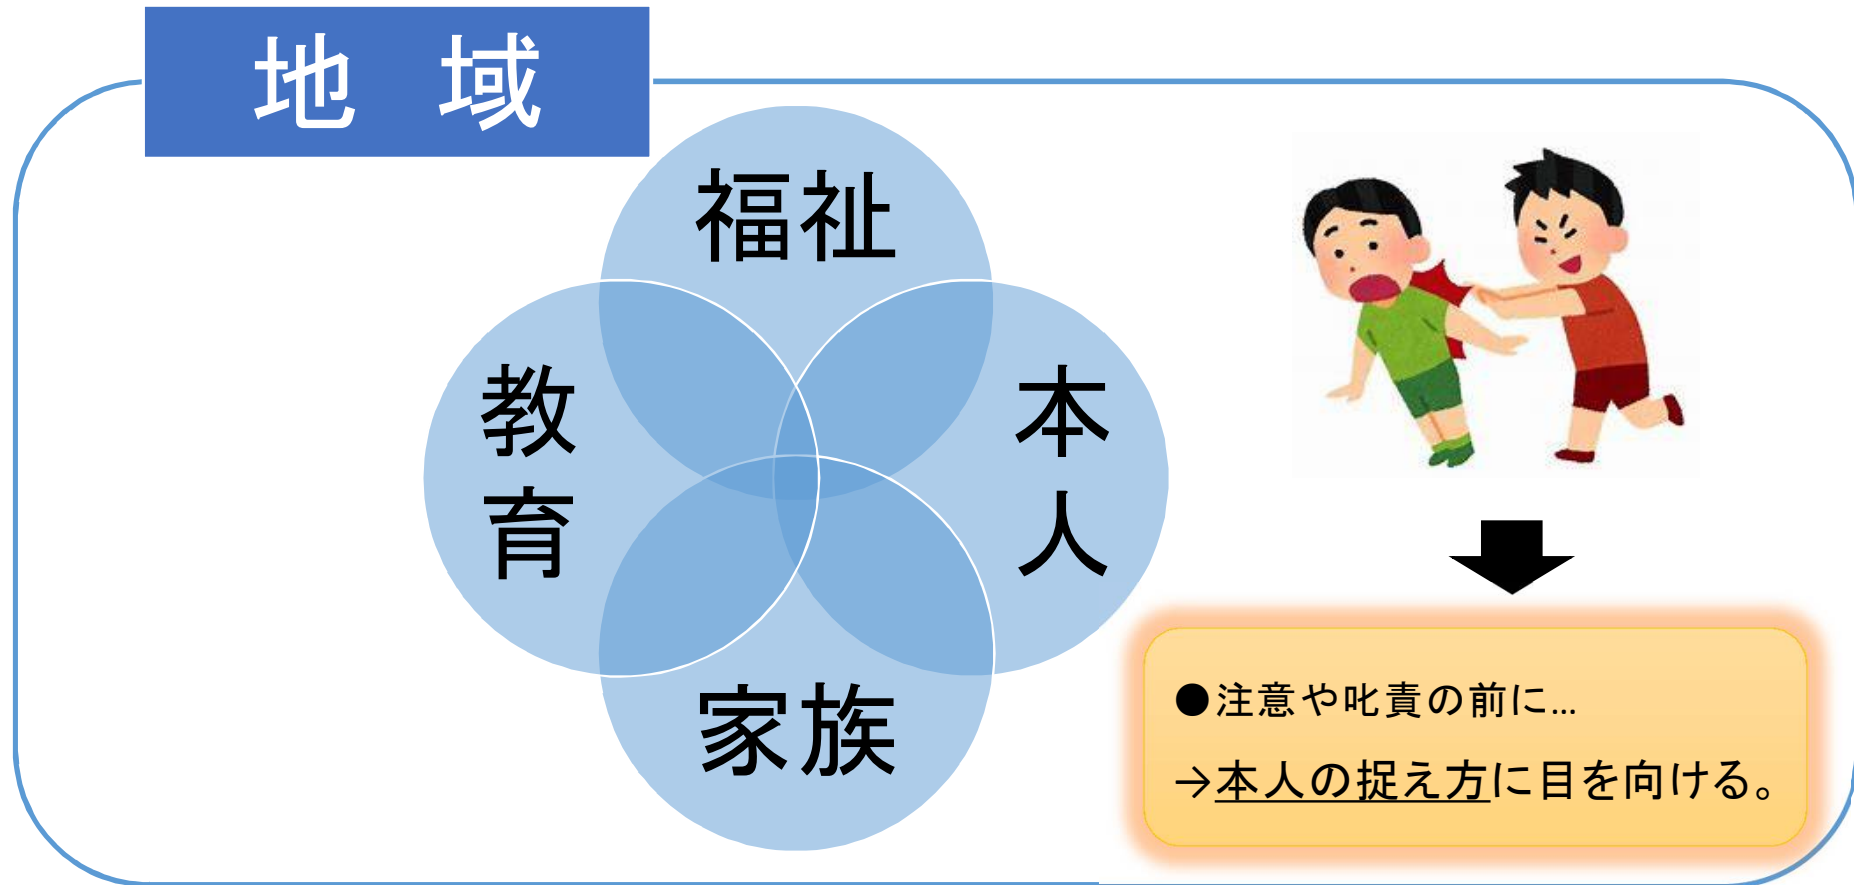 地　域
福祉
教育
本人
家族
●注意や叱責の前に…
→本人の捉え方に目を向ける。